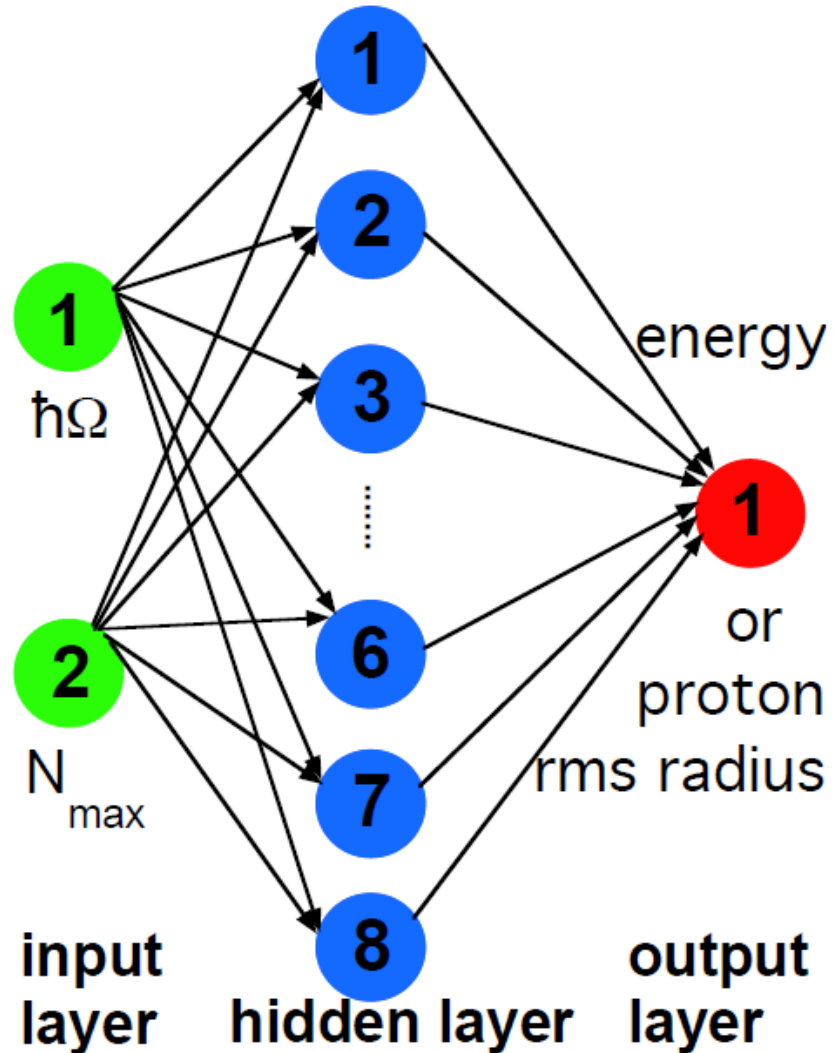 1
2
1
energy
3
ħΩ
1
6
or
2
proton
N
max
rms radius
7
8
input
layer
hidden layer
output
layer